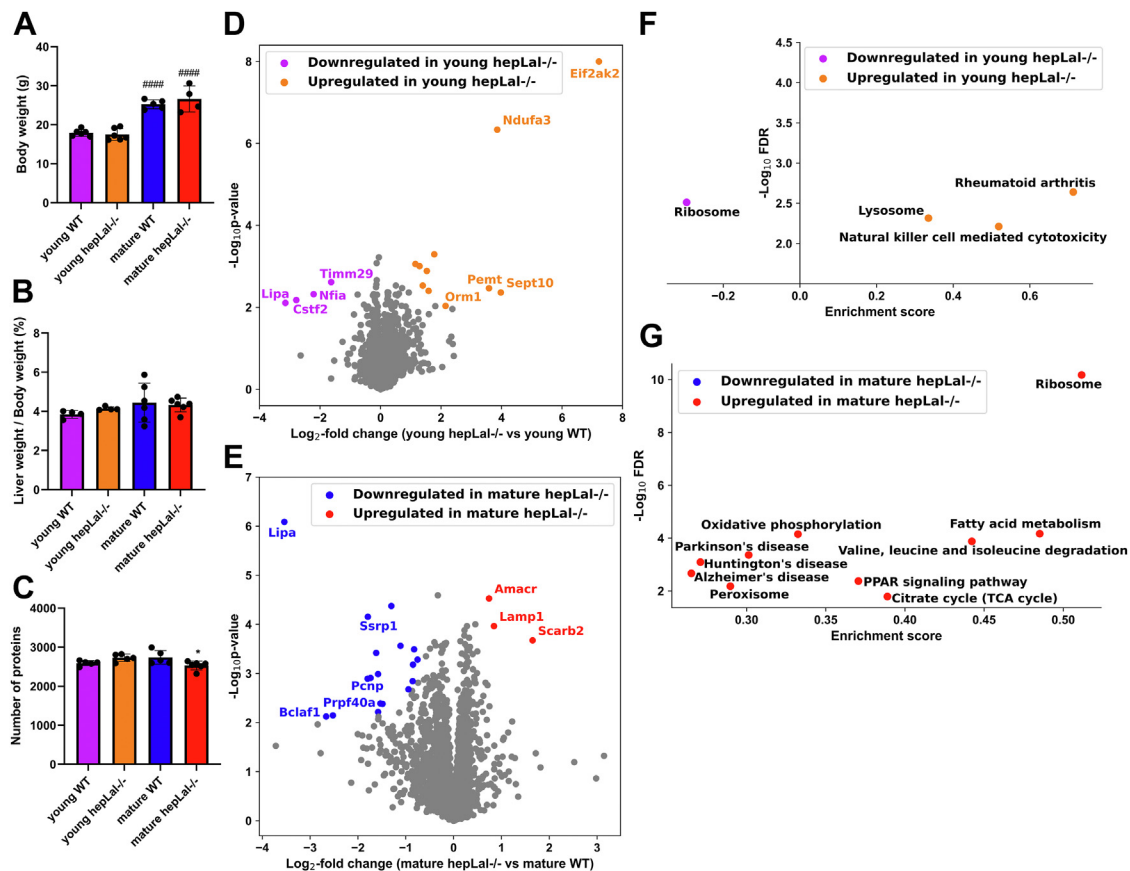 A
Body weight (g)
40
30
20
10
0
####
####
young WT
young hepLal-/-
mature WT
mature hepLal-/-
B
Liver weight / Body weight (%)
8
6
4
2
0
young WT
young hepLal-/-
mature WT
mature hepLal-/-
C
Number of proteins
4000
3000
2000
1000
0
*
young WT
young hepLal-/-
mature WT
mature hepLal-/-
D
Downregulated in young hepLal-/-
Upregulated in young hepLal-/-
Eif2ak2
Ndufa3
Timm29
Lipa
Nfia
Cstf2
Pemt
Sept10
Orm1
-Log₁₀p-value
8
6
4
2
0
−4
−2
0
2
4
6
8
Log₂-fold change (young hepLal-/- vs young WT)
E
Downregulated in mature hepLal-/-
Upregulated in mature hepLal-/-
Lipa
Amacr
Ssrp1
Lamp1
Scarb2
Pcnp
Prpf40a
Bclaf1
-Log₁₀p-value
7
6
5
4
3
2
1
0
−4
−3
−2
−1
0
1
2
3
Log₂-fold change (mature hepLal-/- vs mature WT)
F
Downregulated in young hepLal-/-
Upregulated in young hepLal-/-
-Log₁₀ FDR
4.5
4.0
3.5
3.0
2.5
2.0
Rheumatoid arthritis
Ribosome
Lysosome
Natural killer cell mediated cytotoxicity
−0.2
0.0
0.2
0.4
0.6
Enrichment score
G
Downregulated in mature hepLal-/-
Upregulated in mature hepLal-/-
-Log₁₀ FDR
10
8
6
4
2
Ribosome
Oxidative phosphorylation
Fatty acid metabolism
Parkinson's disease
Valine, leucine and isoleucine degradation
Huntington's disease
Alzheimer's disease
PPAR signaling pathway
Peroxisome
Citrate cycle (TCA cycle)
0.30
0.35
0.40
0.45
0.50
Enrichment score